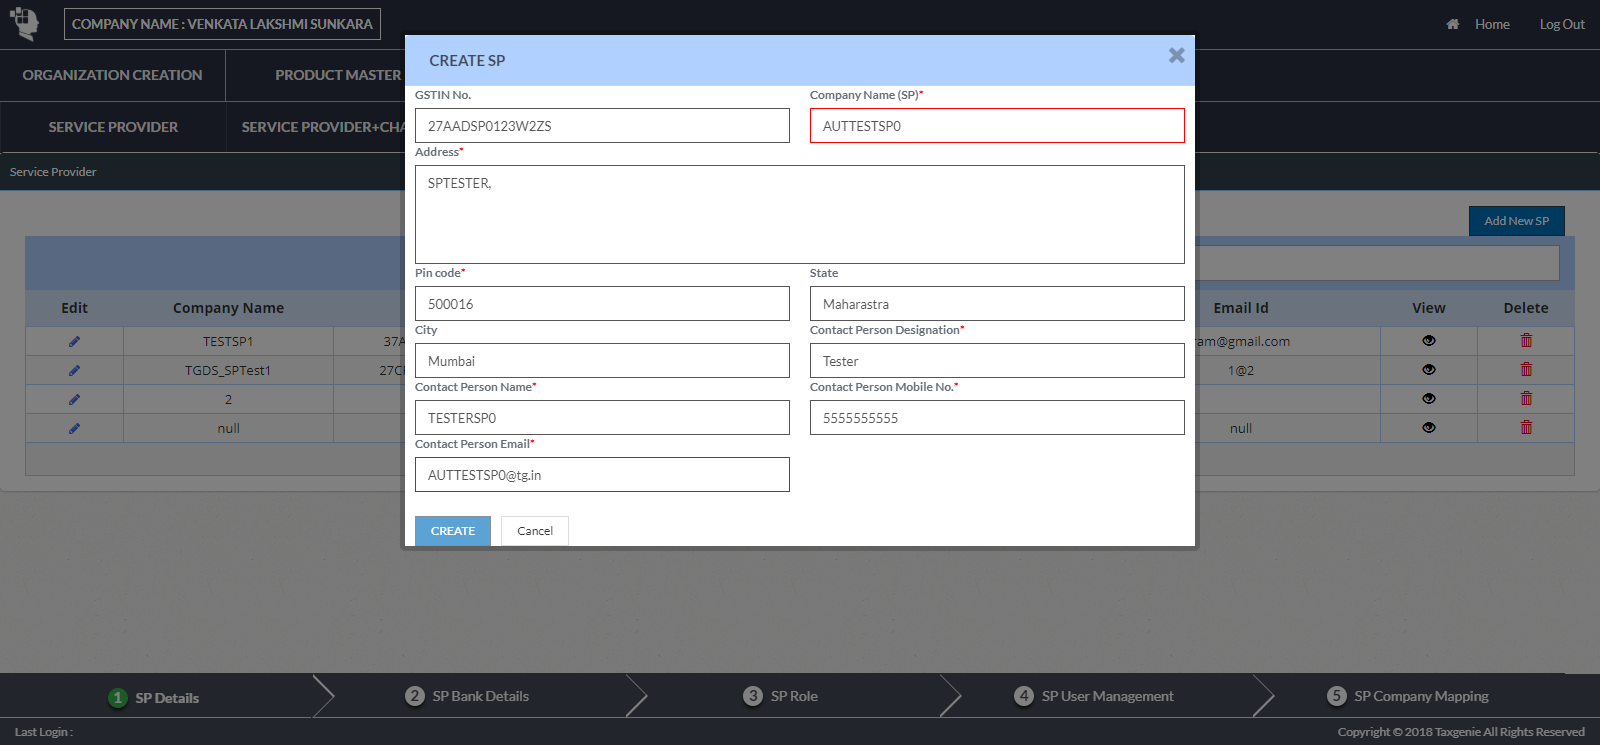 COMPANY NAME : VENKATA LAKSHMI SUNKARA
Home
Log Out
ORGANIZATION CREATION
PRODUCT MASTER
SERVICE PROVIDER
SERVICE PROVIDER+CHA
Service Provider
CREATE SP
GSTIN No.
Company Name (SP)*
27AADSP0123W2ZS
AUTTESTSP0
Address*
SPTESTER,
Pin code*
State
500016
Maharastra
City
Contact Person Designation*
Mumbai
Tester
Contact Person Name*
Contact Person Mobile No.*
TESTERSP0
5555555555
Contact Person Email*
AUTTESTSP0@tg.in
CREATE
Cancel
Add New SP
Edit Company Name Email Id View Delete
TESTSP1 37A ram@gmail.com
TGDS_SPTest1 1@2
2
null null
1 SP Details
2 SP Bank Details
3 SP Role
4 SP User Management
5 SP Company Mapping
Last Login :
Copyright © 2018 Taxgenie All Rights Reserved